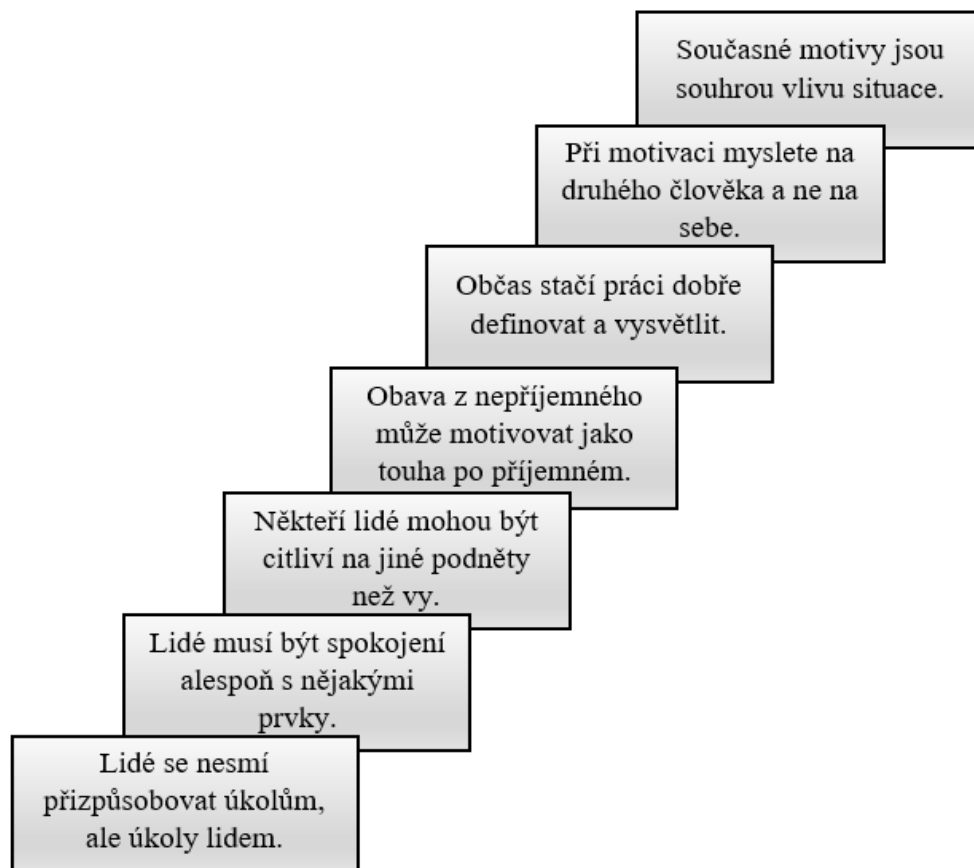 Současné motivy jsou
souhrou vlivu situace.
Při motivaci myslete na
druhého člověka a ne na
sebe.
Občas stačí práci dobře
definovat a vysvětlit.
Obava z nepříjemného
může motivovat jako
touha po příjemném.
Někteří lidé mohou být
citliví na jiné podněty
než vy.
Lidé musí být spokojení
alespoň s nějakými
prvky.
Lidé se nesmí
přizpůsobovat úkolům,
ale úkoly lidem.